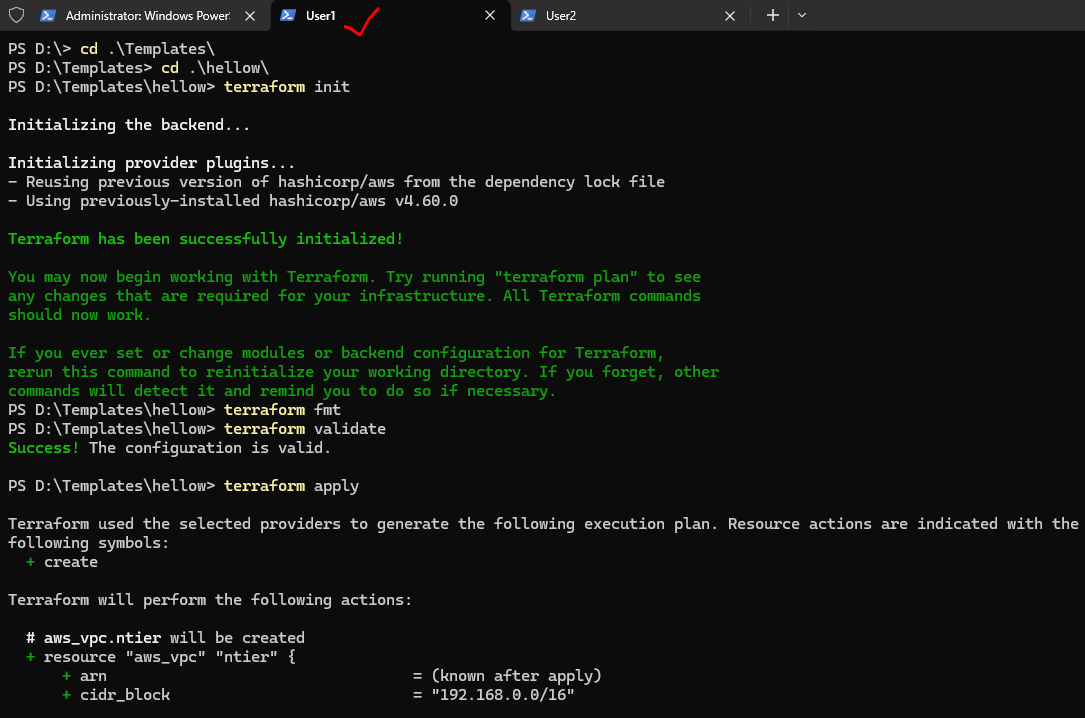 Administrator: Windows Power
User1
User2
PS D:\> cd .\Templates\
PS D:\Templates> cd .\hellow\
PS D:\Templates\hellow> terraform init
Initializing the backend...
Initializing provider plugins...
- Reusing previous version of hashicorp/aws from the dependency lock file
- Using previously-installed hashicorp/aws v4.60.0
Terraform has been successfully initialized!
You may now begin working with Terraform. Try running "terraform plan" to see
any changes that are required for your infrastructure. All Terraform commands
should now work.
If you ever set or change modules or backend configuration for Terraform,
rerun this command to reinitialize your working directory. If you forget, other
commands will detect it and remind you to do so if necessary.
PS D:\Templates\hellow> terraform fmt
PS D:\Templates\hellow> terraform validate
Success! The configuration is valid.
PS D:\Templates\hellow> terraform apply
Terraform used the selected providers to generate the following execution plan. Resource actions are indicated with the
following symbols:
  + create
Terraform will perform the following actions:
  # aws_vpc.ntier will be created
  + resource "aws_vpc" "ntier" {
      + arn                                  = (known after apply)
      + cidr_block                           = "192.168.0.0/16"